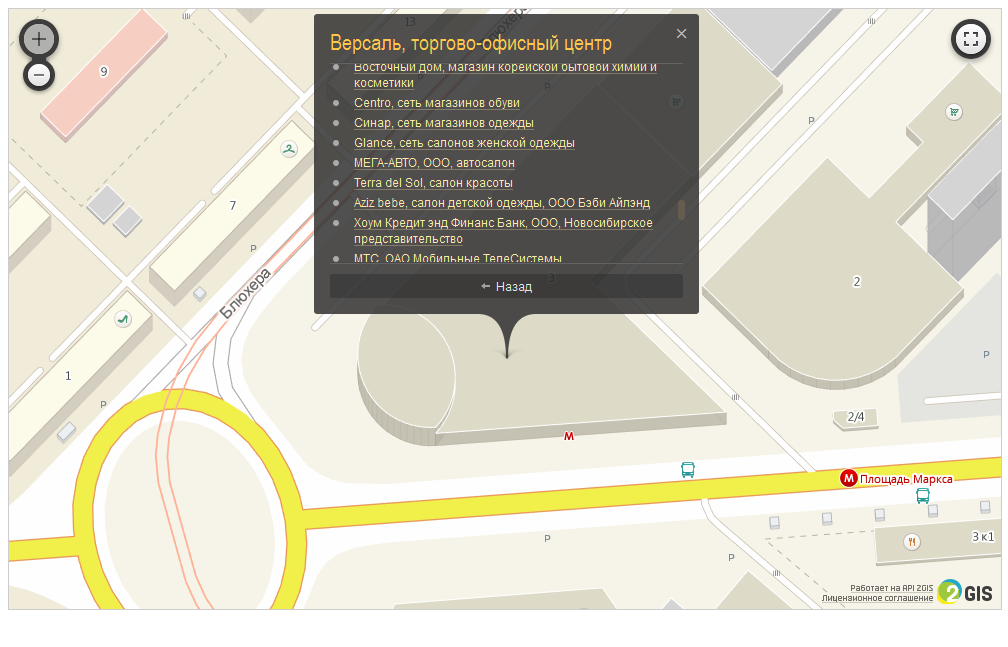 13
Блюхера
Версаль, торгово-офисный центр
Восточный дом, магазин корейской бытовой химии и
косметики
Centro, сеть магазинов обуви
Синар, сеть магазинов одежды
Glance, сеть салонов женской одежды
МЕГА-АВТО, ООО, автосалон
Terra del Sol, салон красоты
Aziz bebe, салон детской одежды, ООО Бэби Айлэнд
Хоум Кредит энд Финанс Банк, ООО, Новосибирское
представительство
МТС, ОАО Мобильные ТелеСистемы
3
← Назад
9
7
P
P
P
Блюхера
2
1
P
P
2/4
М
М Площадь Маркса
P
P
3 к1
Работает на API 2GIS
Лицензионное соглашение
2GIS